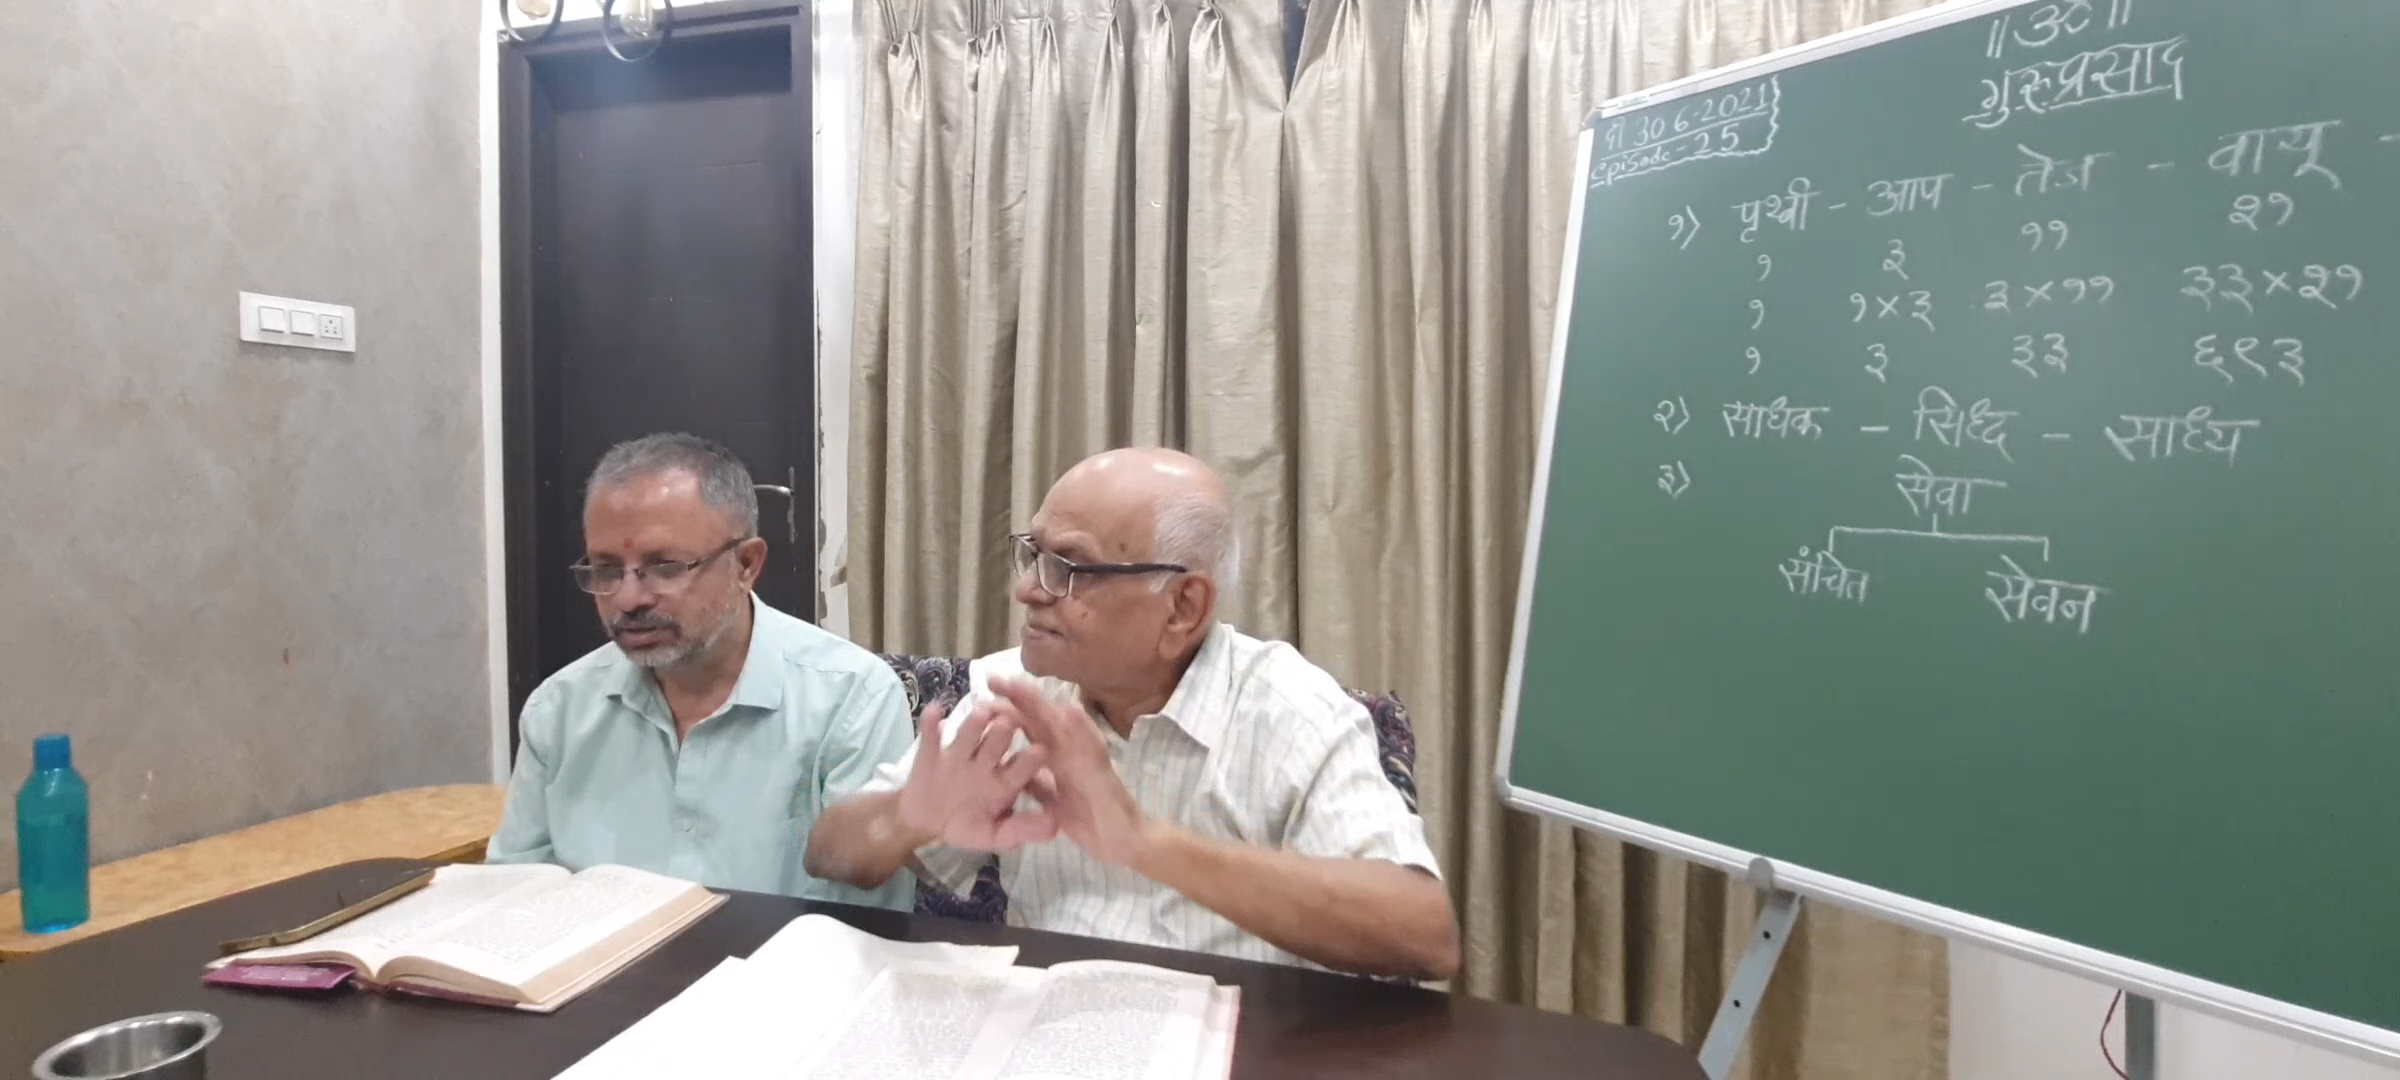 ॥ॐ॥
गुरूप्रसाद
दी 30 6-2021
episode-25
१) पृथ्वी - आप - तेज - वायू -
१ ३ ११ २१
१ १×३ ३×११ ३३×२१
१ ३ ३३ ६९३
२) साधक - सिध्द - साध्य
३) सेवा
संचित सेवन